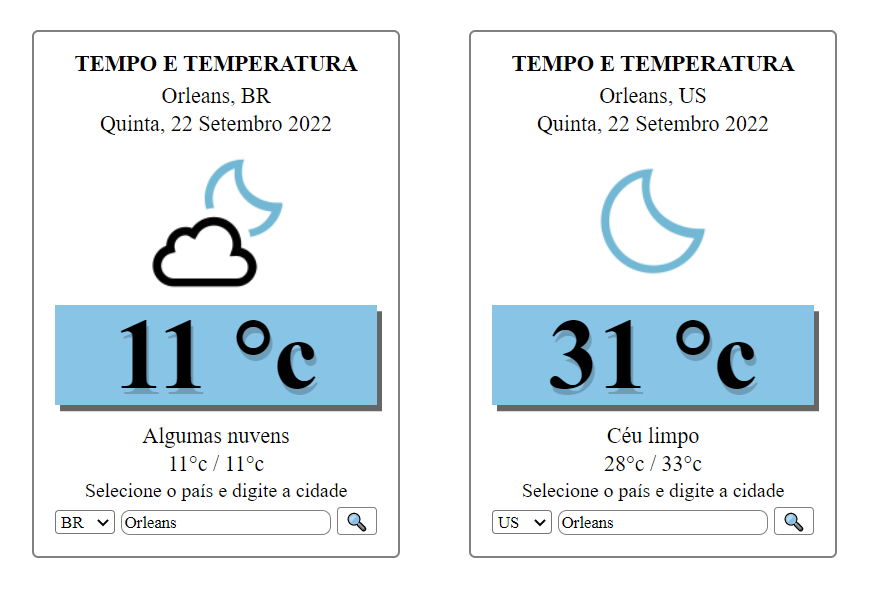 TEMPO E TEMPERATURA
Orleans, BR
Quinta, 22 Setembro 2022
11 °c
Algumas nuvens
11°c / 11°c
Selecione o país e digite a cidade
BR Orleans
TEMPO E TEMPERATURA
Orleans, US
Quinta, 22 Setembro 2022
31 °c
Céu limpo
28°c / 33°c
Selecione o país e digite a cidade
US Orleans